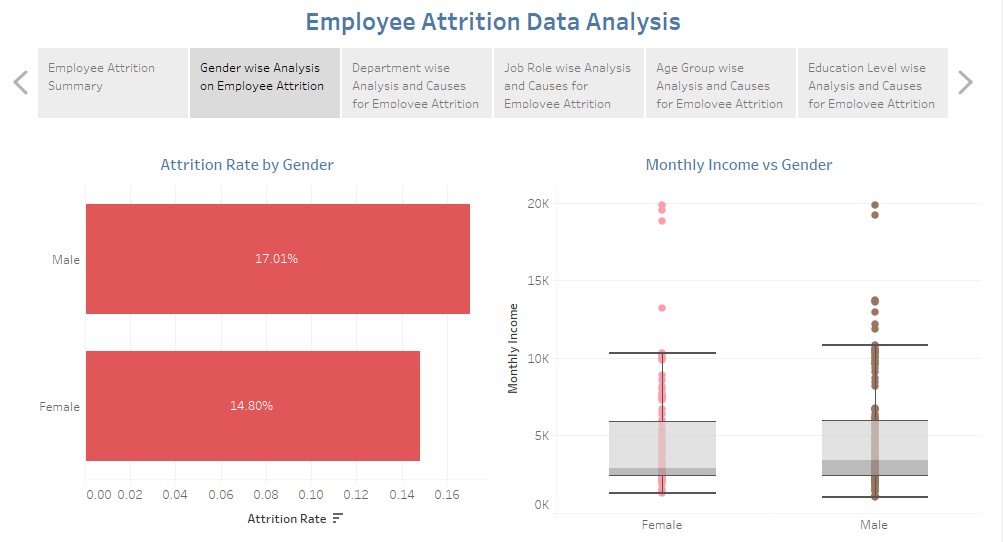 Employee Attrition Data Analysis
Employee Attrition
Summary
Gender wise Analysis
on Employee Attrition
Department wise
Analysis and Causes
for Employee Attrition
Job Role wise Analysis
and Causes for
Employee Attrition
Age Group wise
Analysis and Causes
for Employee Attrition
Education Level wise
Analysis and Causes
for Employee Attrition
Attrition Rate by Gender
Male
17.01%
Female
14.80%
0.00 0.02 0.04 0.06 0.08 0.10 0.12 0.14 0.16
Attrition Rate
Monthly Income vs Gender
Monthly Income
20K
15K
10K
5K
0K
Female Male